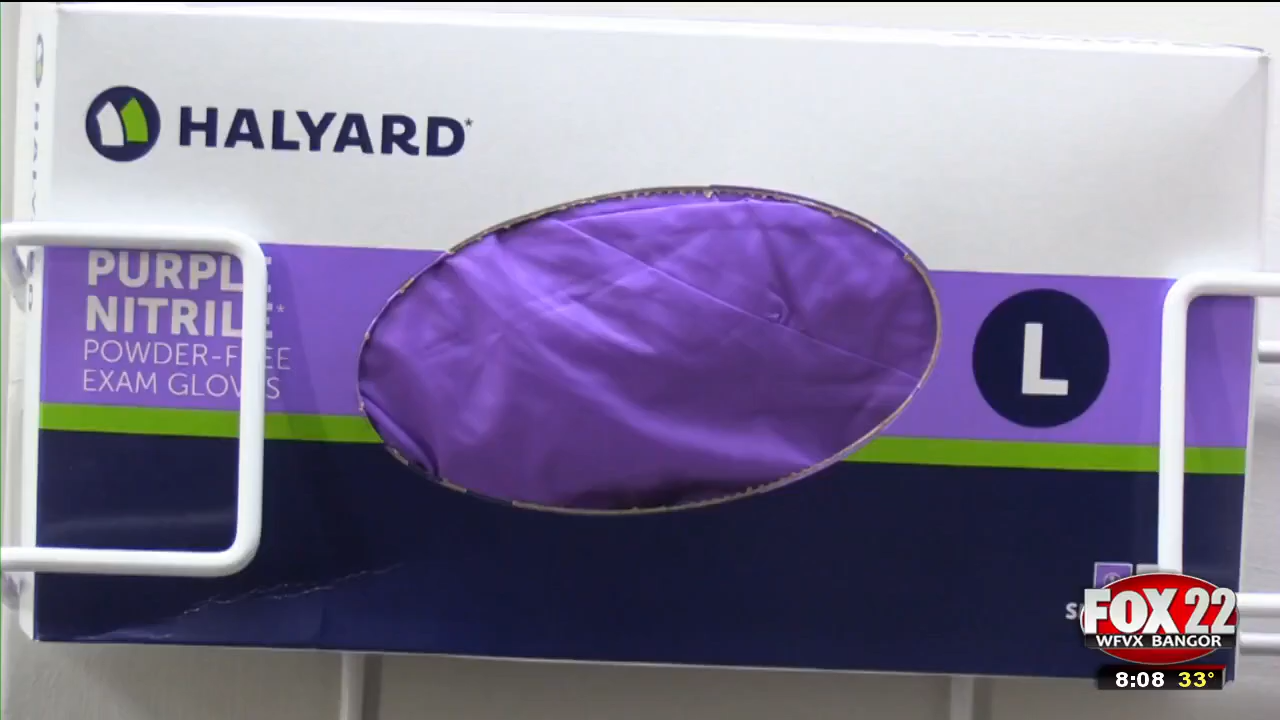 HALYARD*
PURPLE
NITRILE*
POWDER-FREE
EXAM GLOVES
L
FOX 22
WFVX BANGOR
8:08 33°